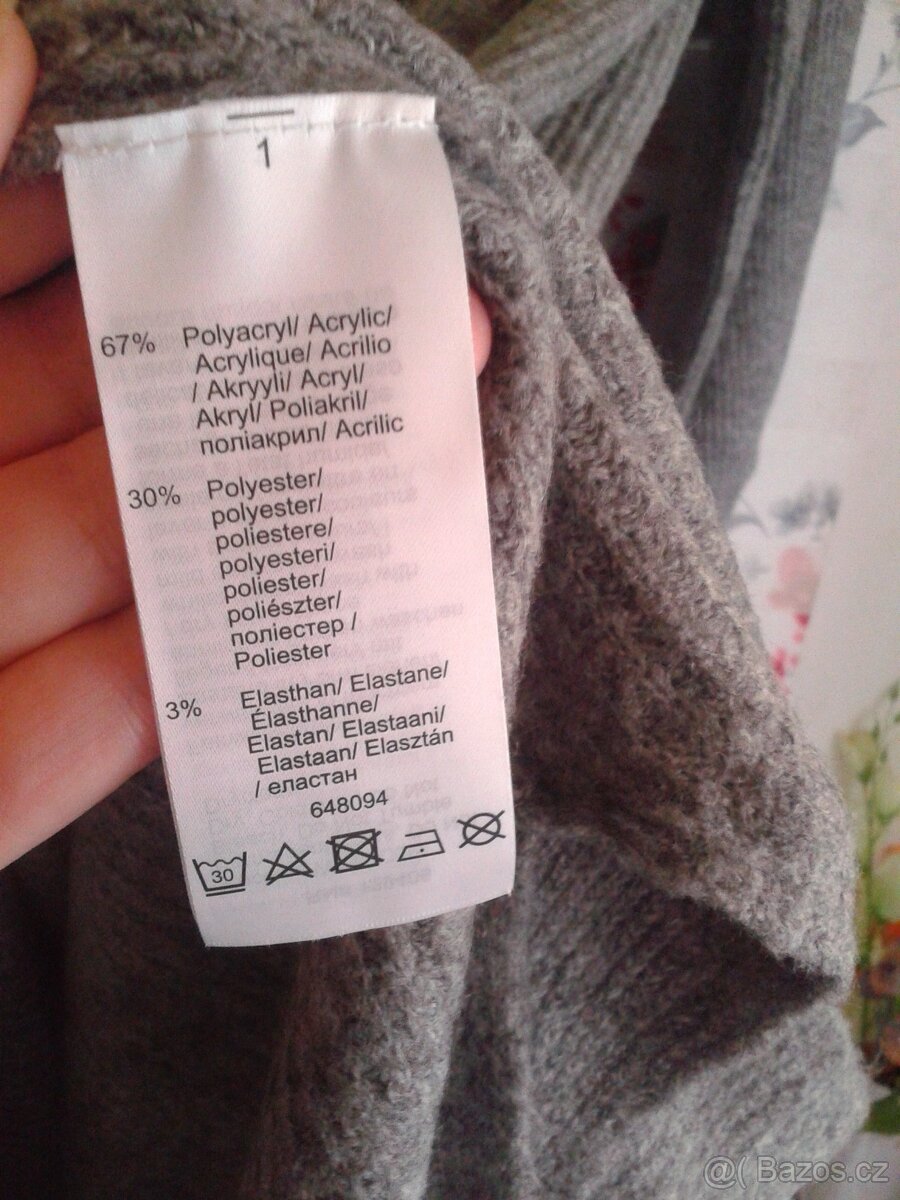 1
67% Polyacryl/ Acrylic/
Acrylique/ Acrilio
/ Akryyli/ Acryl/
Akryl/ Poliakril/
поліакрил/ Acrilic
30% Polyester/
polyester/
poliestere/
polyesteri/
poliester/
poliészter/
поліестер /
Poliester
3% Elasthan/ Elastane/
Élasthanne/
Elastan/ Elastaani/
Elastaan/ Elasztán
/ еластан
648094
30
@( Bazos.cz